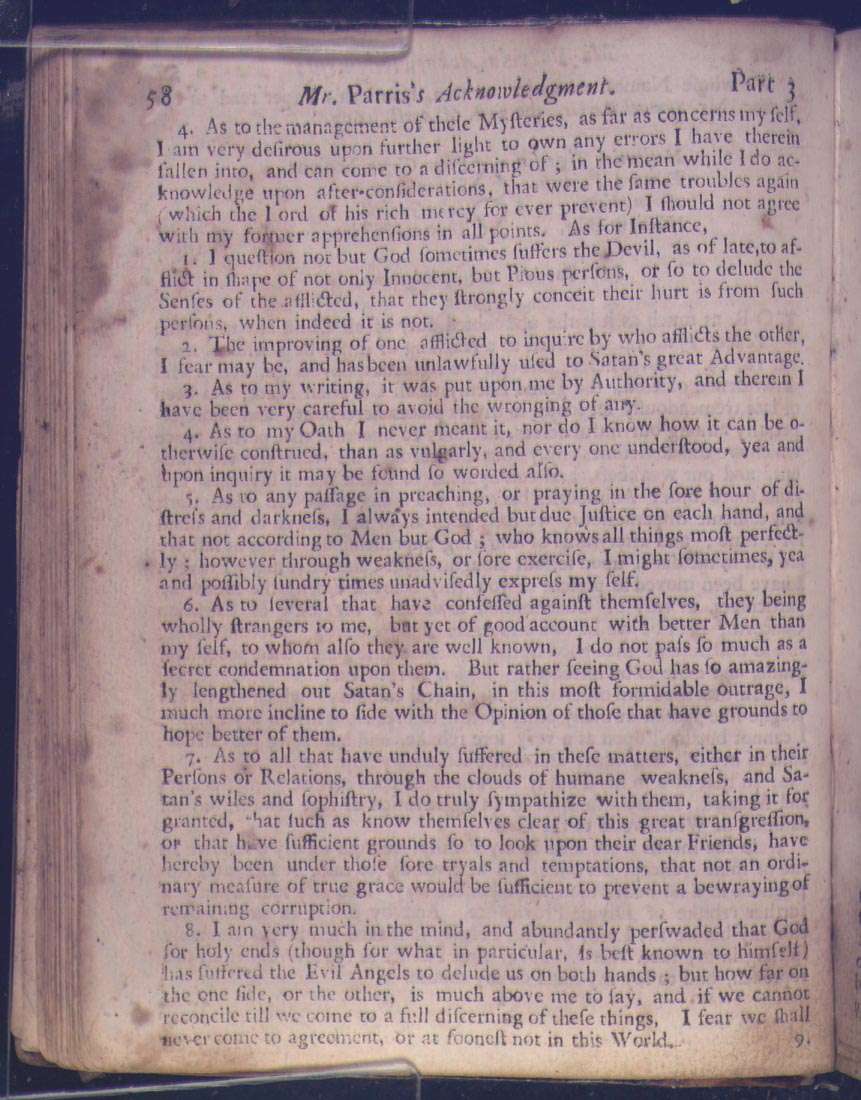 58 Mr. Parris's Acknowledgment. Part 3
4. As to the management of theſe Myſteries, as far as concerns my ſelf,
I am very deſirous upon further light to own any errors I have therein
fallen into, and can come to a diſcerning of ; in the mean while I do ac-
knowledge upon after-conſiderations, that were the ſame troubles again
(which the Lord of his rich mercy for ever prevent) I ſhould not agree
with my former apprehenſions in all points. As for Inſtance,
1. I queſtion not but God ſometimes ſuffers the Devil, as of late, to af-
flict in ſhape of not only Innocent, but Pious perſons, or ſo to delude the
Senſes of the afflicted, that they ſtrongly conceit their hurt is from ſuch
perſons, when indeed it is not.
2. The improving of one afflicted to inquire by who afflicts the other,
I fear may be, and has been unlawfully uſed to Satan's great Advantage.
3. As to my writing, it was put upon me by Authority, and therein I
have been very careful to avoid the wronging of any.
4. As to my Oath I never meant it, nor do I know how it can be o-
therwiſe conſtrued, than as vulgarly, and every one underſtood, yea and
upon inquiry it may be found ſo worded alſo.
5. As to any paſſage in preaching, or praying in the ſore hour of di-
ſtreſs and darkneſs, I always intended but due Juſtice on each hand, and
that not according to Men but God ; who knows all things moſt perfect-
ly ; however through weakneſs, or ſore exerciſe, I might ſometimes, yea
and poſſibly ſundry times unadviſedly expreſs my ſelf.
6. As to ſeveral that have confeſſed againſt themſelves, they being
wholly ſtrangers to me, but yet of good account with better Men than
my ſelf, to whom alſo they are well known, I do not paſs ſo much as a
ſecret condemnation upon them. But rather ſeeing God has ſo amazing-
ly lengthened out Satan's Chain, in this moſt formidable outrage, I
much more incline to ſide with the Opinion of thoſe that have grounds to
hope better of them.
7. As to all that have unduly ſuffered in theſe matters, either in their
Perſons or Relations, through the clouds of humane weakneſs, and Sa-
tan's wiles and ſophiſtry, I do truly ſympathize with them, taking it for
granted, that ſuch as know themſelves clear of this great tranſgreſſion,
or that have ſufficient grounds ſo to look upon their dear Friends, have
hereby been under thoſe ſore tryals and temptations, that not an ordi-
nary meaſure of true grace would be ſufficient to prevent a bewraying of
remaining corruption.
8. I am very much in the mind, and abundantly perſwaded that God
for holy ends (though for what in particular, is beſt known to himſelf)
has ſuffered the Evil Angels to delude us on both hands ; but how far on
the one ſide, or the other, is much above me to ſay, and if we cannot
reconcile till we come to a full diſcerning of theſe things, I fear we ſhall
never come to agreement, or at ſooneſt not in this World.
9.